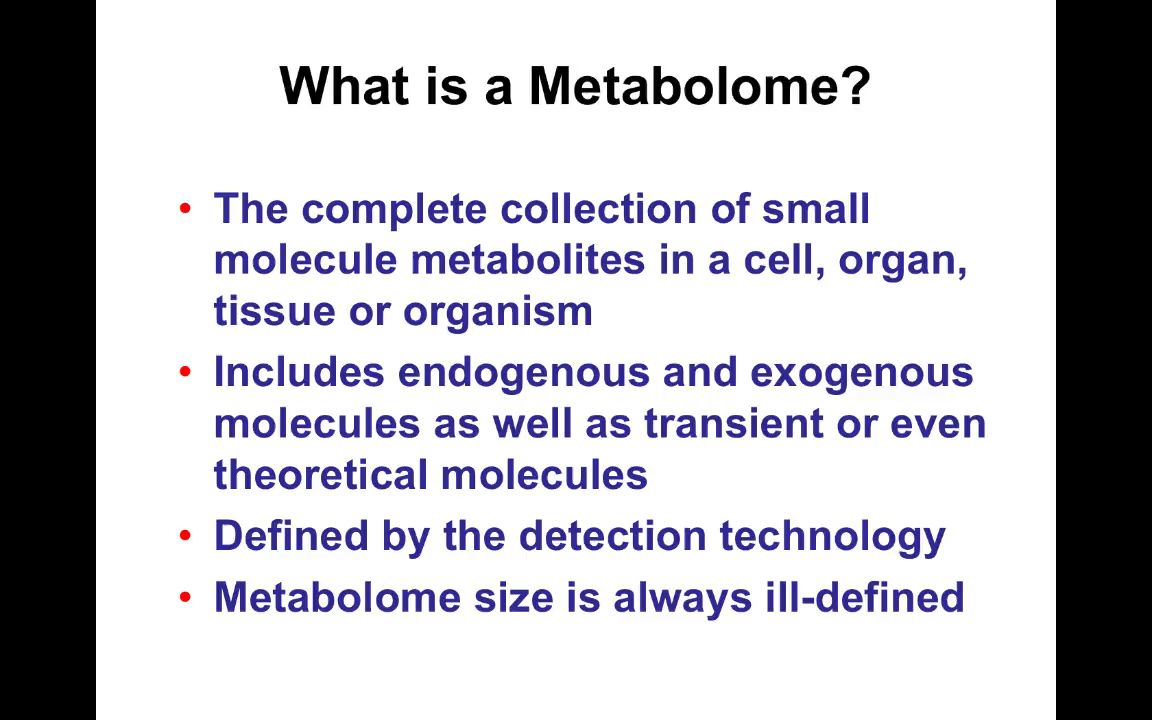 What is a Metabolome?
• The complete collection of small
molecule metabolites in a cell, organ,
tissue or organism
• Includes endogenous and exogenous
molecules as well as transient or even
theoretical molecules
• Defined by the detection technology
• Metabolome size is always ill-defined